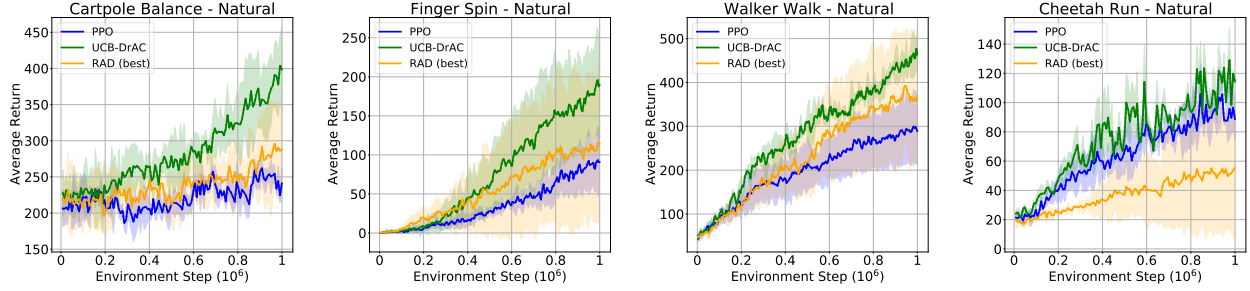 Cartpole Balance - Natural
Average Return
450
400
350
300
250
200
150
PPO
UCB-DrAC
RAD (best)
0 0.2 0.4 0.6 0.8 1
Environment Step (10⁶)
Finger Spin - Natural
Average Return
250
200
150
100
50
0
PPO
UCB-DrAC
RAD (best)
0 0.2 0.4 0.6 0.8 1
Environment Step (10⁶)
Walker Walk - Natural
Average Return
500
400
300
200
100
PPO
UCB-DrAC
RAD (best)
0 0.2 0.4 0.6 0.8 1
Environment Step (10⁶)
Cheetah Run - Natural
Average Return
140
120
100
80
60
40
20
0
PPO
UCB-DrAC
RAD (best)
0 0.2 0.4 0.6 0.8 1
Environment Step (10⁶)